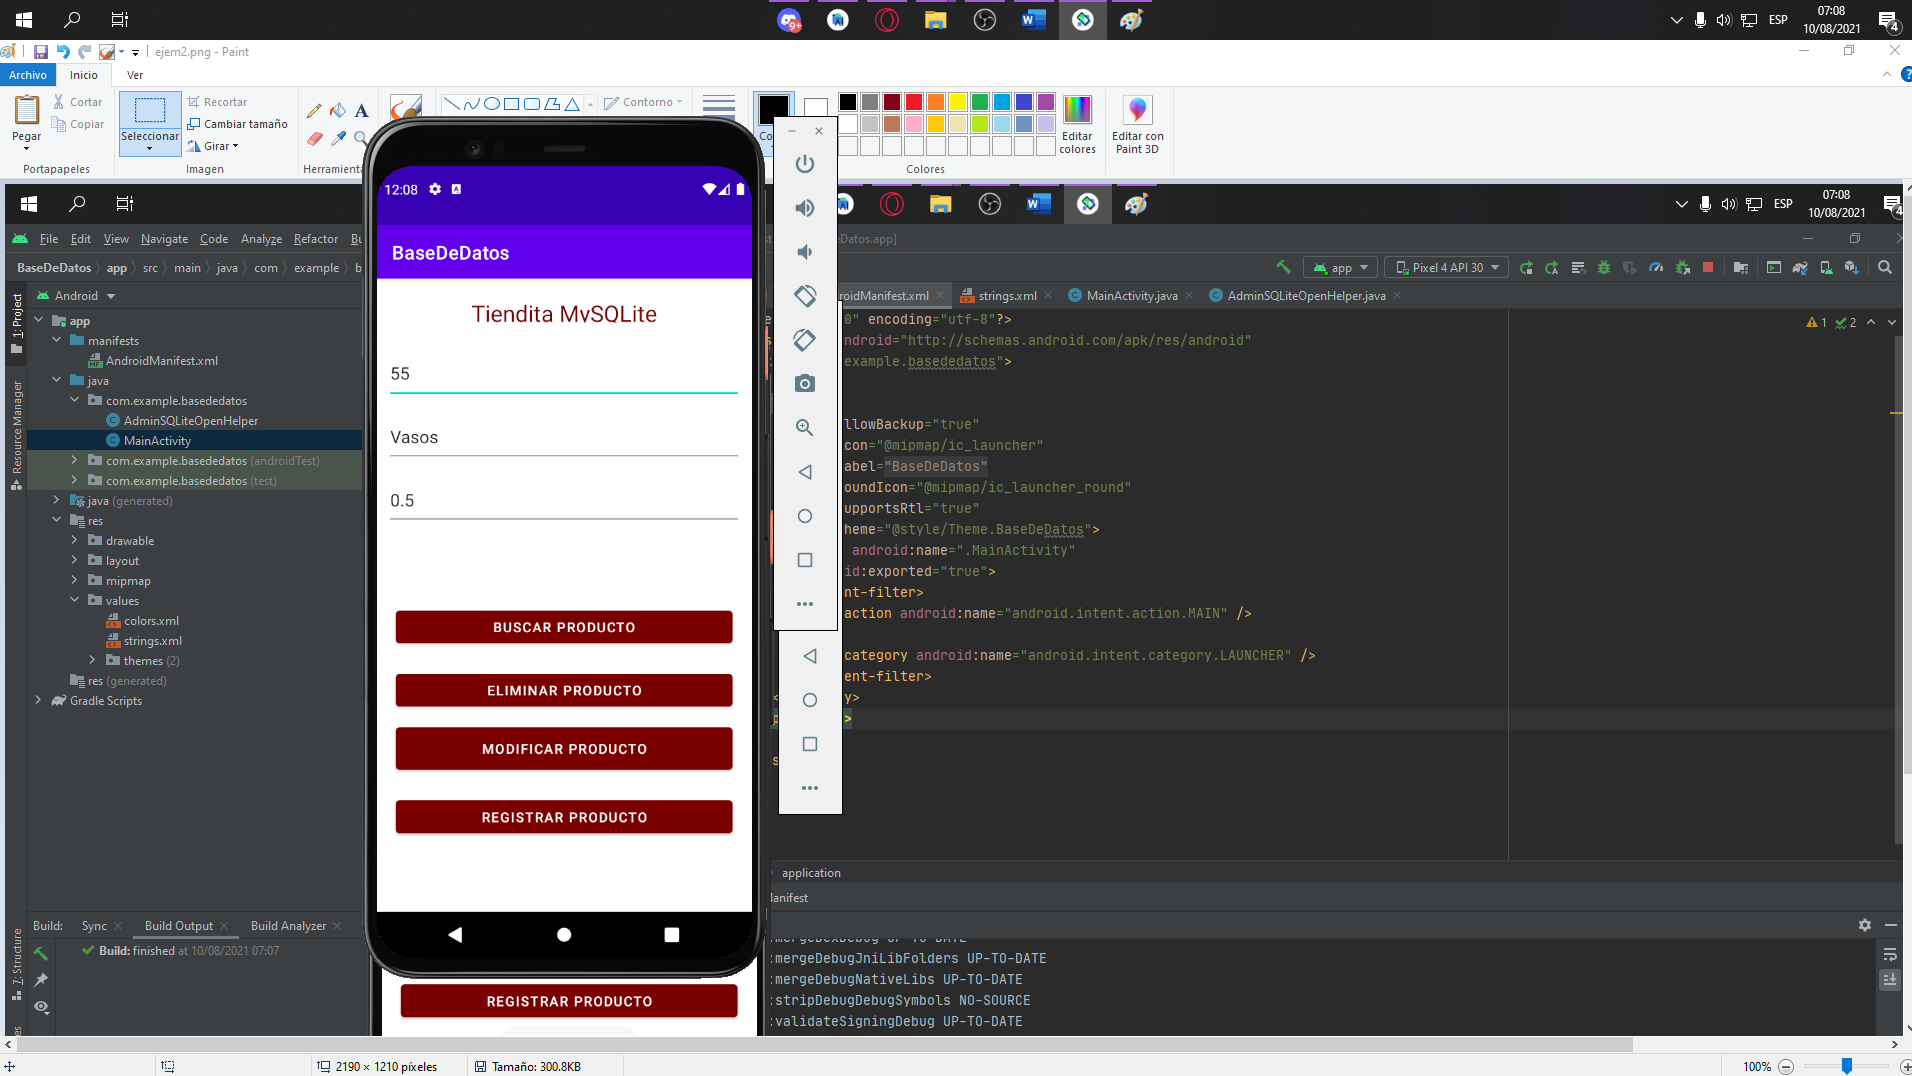 9+
ESP
07:08
10/08/2021
4
ejem2.png - Paint
Archivo
Inicio
Ver
Pegar
Cortar
Copiar
Portapapeles
Seleccionar
Recortar
Cambiar tamaño
Girar
Imagen
Contorno
Editar
colores
Editar con
Paint 3D
Colores
ESP
07:08
10/08/2021
File Edit View Navigate Code Analyze Refactor
BaseDeDatos app src main java com example
app
Pixel 4 API 30
strings.xml
MainActivity.java
AdminSQLiteOpenHelper.java
1: Project
Resource Manager
7: Structure
Android
app
manifests
AndroidManifest.xml
java
com.example.basededatos
AdminSQLiteOpenHelper
MainActivity
com.example.basededatos (androidTest)
com.example.basededatos (test)
java (generated)
res
drawable
layout
mipmap
values
colors.xml
strings.xml
themes (2)
res (generated)
Gradle Scripts
12:08
BaseDeDatos
Tiendita MySQLite
55
Vasos
0.5
BUSCAR PRODUCTO
ELIMINAR PRODUCTO
MODIFICAR PRODUCTO
REGISTRAR PRODUCTO
REGISTRAR PRODUCTO
0" encoding="utf-8"?>
ndroid="http://schemas.android.com/apk/res/android"
example.basededatos">
llowBackup="true"
con="@mipmap/ic_launcher"
abel="BaseDeDatos"
oundIcon="@mipmap/ic_launcher_round"
upportsRtl="true"
heme="@style/Theme.BaseDeDatos">
android:name=".MainActivity"
id:exported="true">
nt-filter>
action android:name="android.intent.action.MAIN" />
category android:name="android.intent.category.LAUNCHER" />
ent-filter>
y>
>
1 2
application
Build: Sync Build Output Build Analyzer
Build: finished at 10/08/2021 07:07
:mergeDexDebug UP-TO-DATE
:mergeDebugJniLibFolders UP-TO-DATE
:mergeDebugNativeLibs UP-TO-DATE
:stripDebugDebugSymbols NO-SOURCE
:validateSigningDebug UP-TO-DATE
2190 × 1210 píxeles
Tamaño: 300.8KB
100%